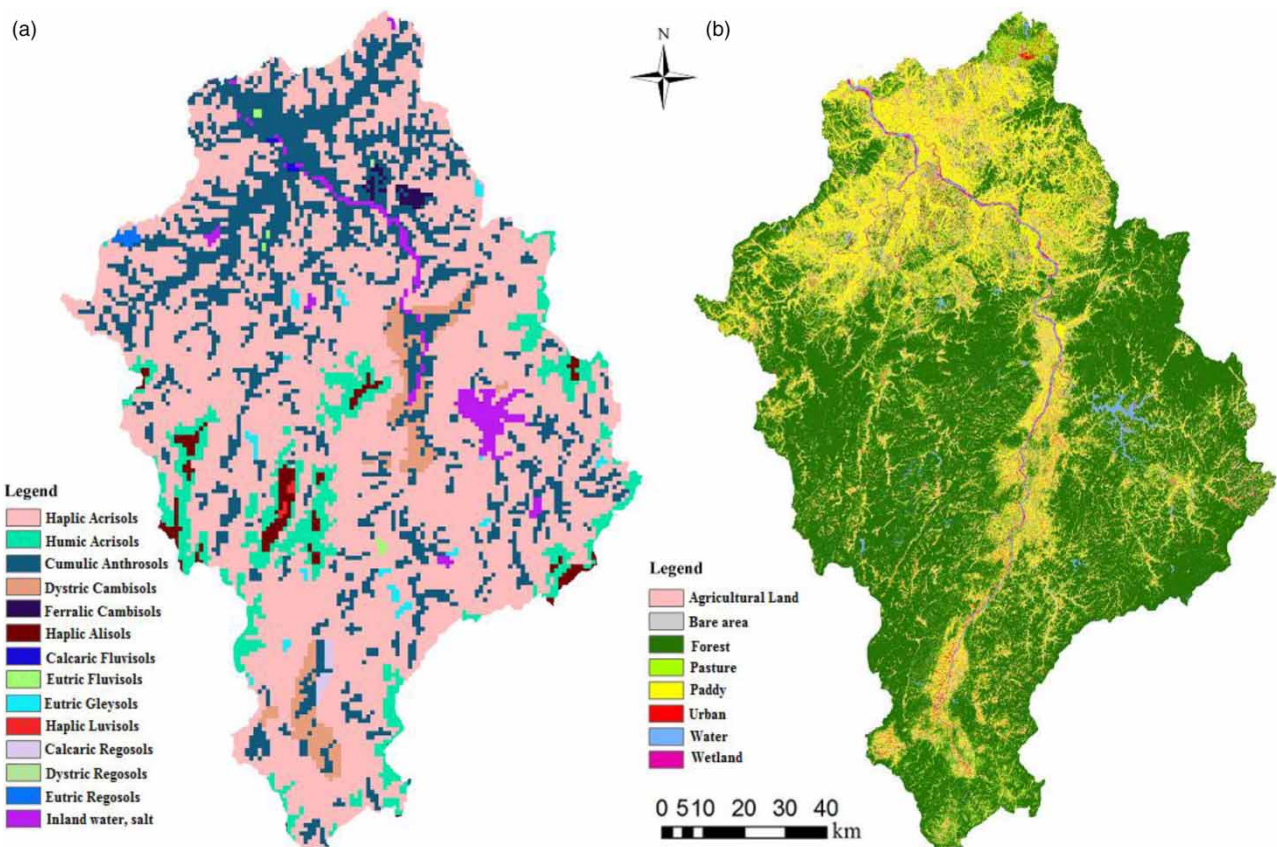 (a)
N
(b)
Legend
Haplic Acrisols
Humic Acrisols
Cumulic Anthrosols
Dystric Cambisols
Ferralic Cambisols
Haplic Alisols
Calcaric Fluvisols
Eutric Fluvisols
Eutric Gleysols
Haplic Luvisols
Calcaric Regosols
Dystric Regosols
Eutric Regosols
Inland water, salt
Legend
Agricultural Land
Bare area
Forest
Pasture
Paddy
Urban
Water
Wetland
0 5 10 20 30 40
km